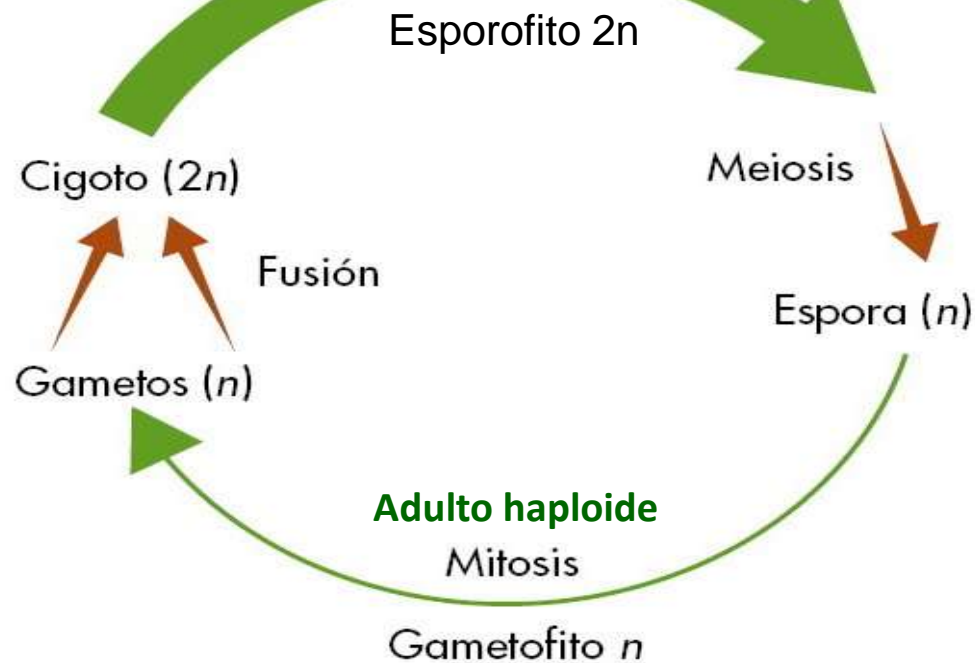 Esporofito 2n
Cigoto (2n)
Meiosis
Fusión
Espora (n)
Gametos (n)
Adulto haploide
Mitosis
Gametofito n